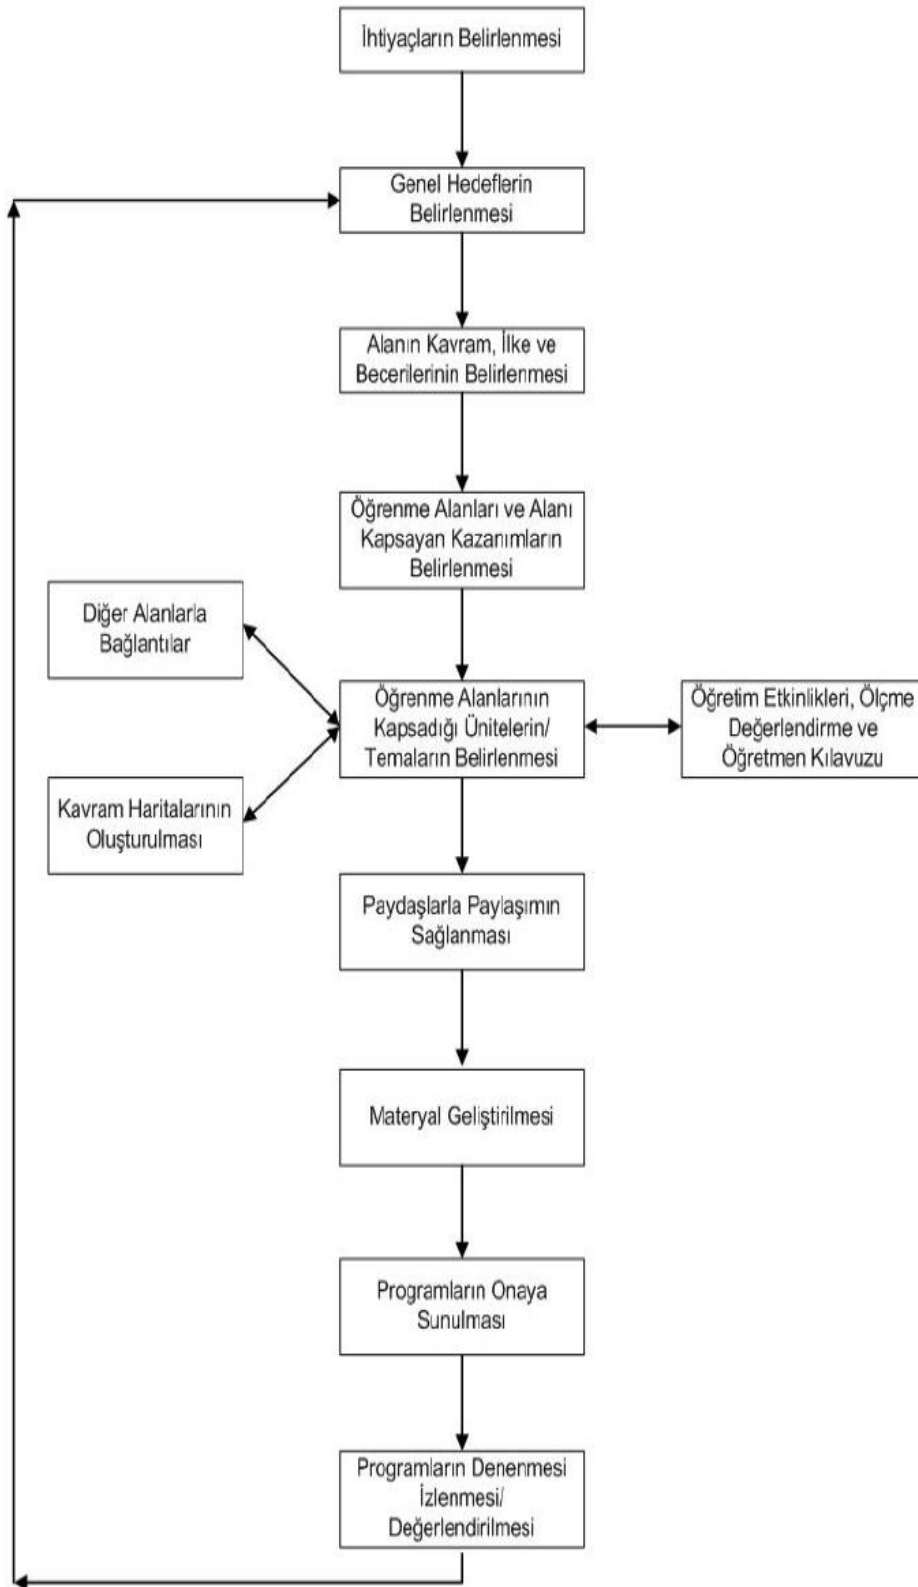 İhtiyaçların Belirlenmesi
Genel Hedeflerin
Belirlenmesi
Alanın Kavram, İlke ve
Becerilerinin Belirlenmesi
Öğrenme Alanları ve Alanı
Kapsayan Kazanımların
Belirlenmesi
Diğer Alanlarla
Bağlantılar
Öğrenme Alanlarının
Kapsadığı Ünitelerin/
Temaların Belirlenmesi
Öğretim Etkinlikleri, Ölçme
Değerlendirme ve
Öğretmen Kılavuzu
Kavram Haritalarının
Oluşturulması
Paydaşlarla Paylaşımın
Sağlanması
Materyal Geliştirilmesi
Programların Onaya
Sunulması
Programların Denenmesi
İzlenmesi/
Değerlendirilmesi